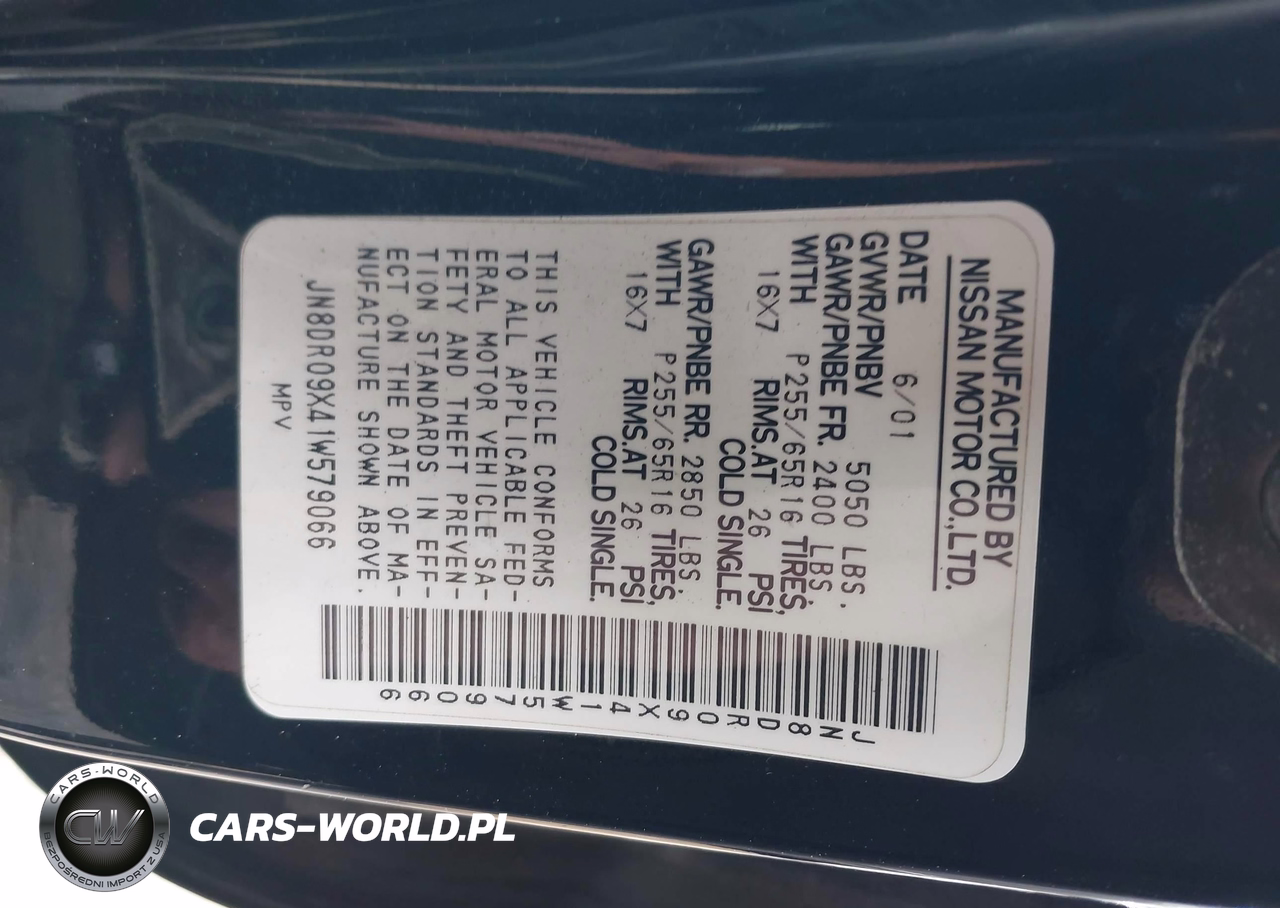 MANUFACTURED BY
NISSAN MOTOR CO.,LTD.
DATE 6/01
GVWR/PNBV 5050 LBS.
GAWR/PNBE FR. 2400 LBS.
WITH P255/65R16 TIRES,
16X7 RIMS.AT 26 PSI
COLD SINGLE.
GAWR/PNBE RR. 2850 LBS.
WITH P255/65R16 TIRES,
16X7 RIMS.AT 26 PSI
COLD SINGLE.
THIS VEHICLE CONFORMS
TO ALL APPLICABLE FED-
ERAL MOTOR VEHICLE SA-
FETY AND THEFT PREVEN-
TION STANDARDS IN EFF-
ECT ON THE DATE OF MA-
NUFACTURE SHOWN ABOVE.
JN8DR09X41W579066
MPV
JN8DR09X41W579066
CARS-WORLD
CW
BEZPOŚREDNI IMPORT Z USA
CARS-WORLD.PL